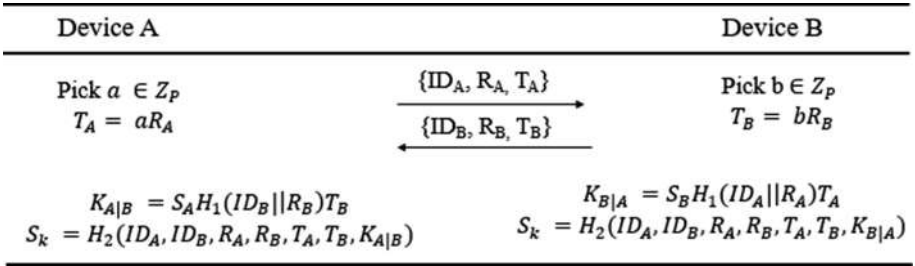 Device A Device B
Pick a ∈ Z_P {ID_A, R_A, T_A} Pick b ∈ Z_P
T_A = aR_A {ID_B, R_B, T_B} T_B = bR_B
K_{A|B} = S_A H_1(ID_B||R_B)T_B K_{B|A} = S_B H_1(ID_A||R_A)T_A
S_k = H_2(ID_A, ID_B, R_A, R_B, T_A, T_B, K_{A|B}) S_k = H_2(ID_A, ID_B, R_A, R_B, T_A, T_B, K_{B|A})